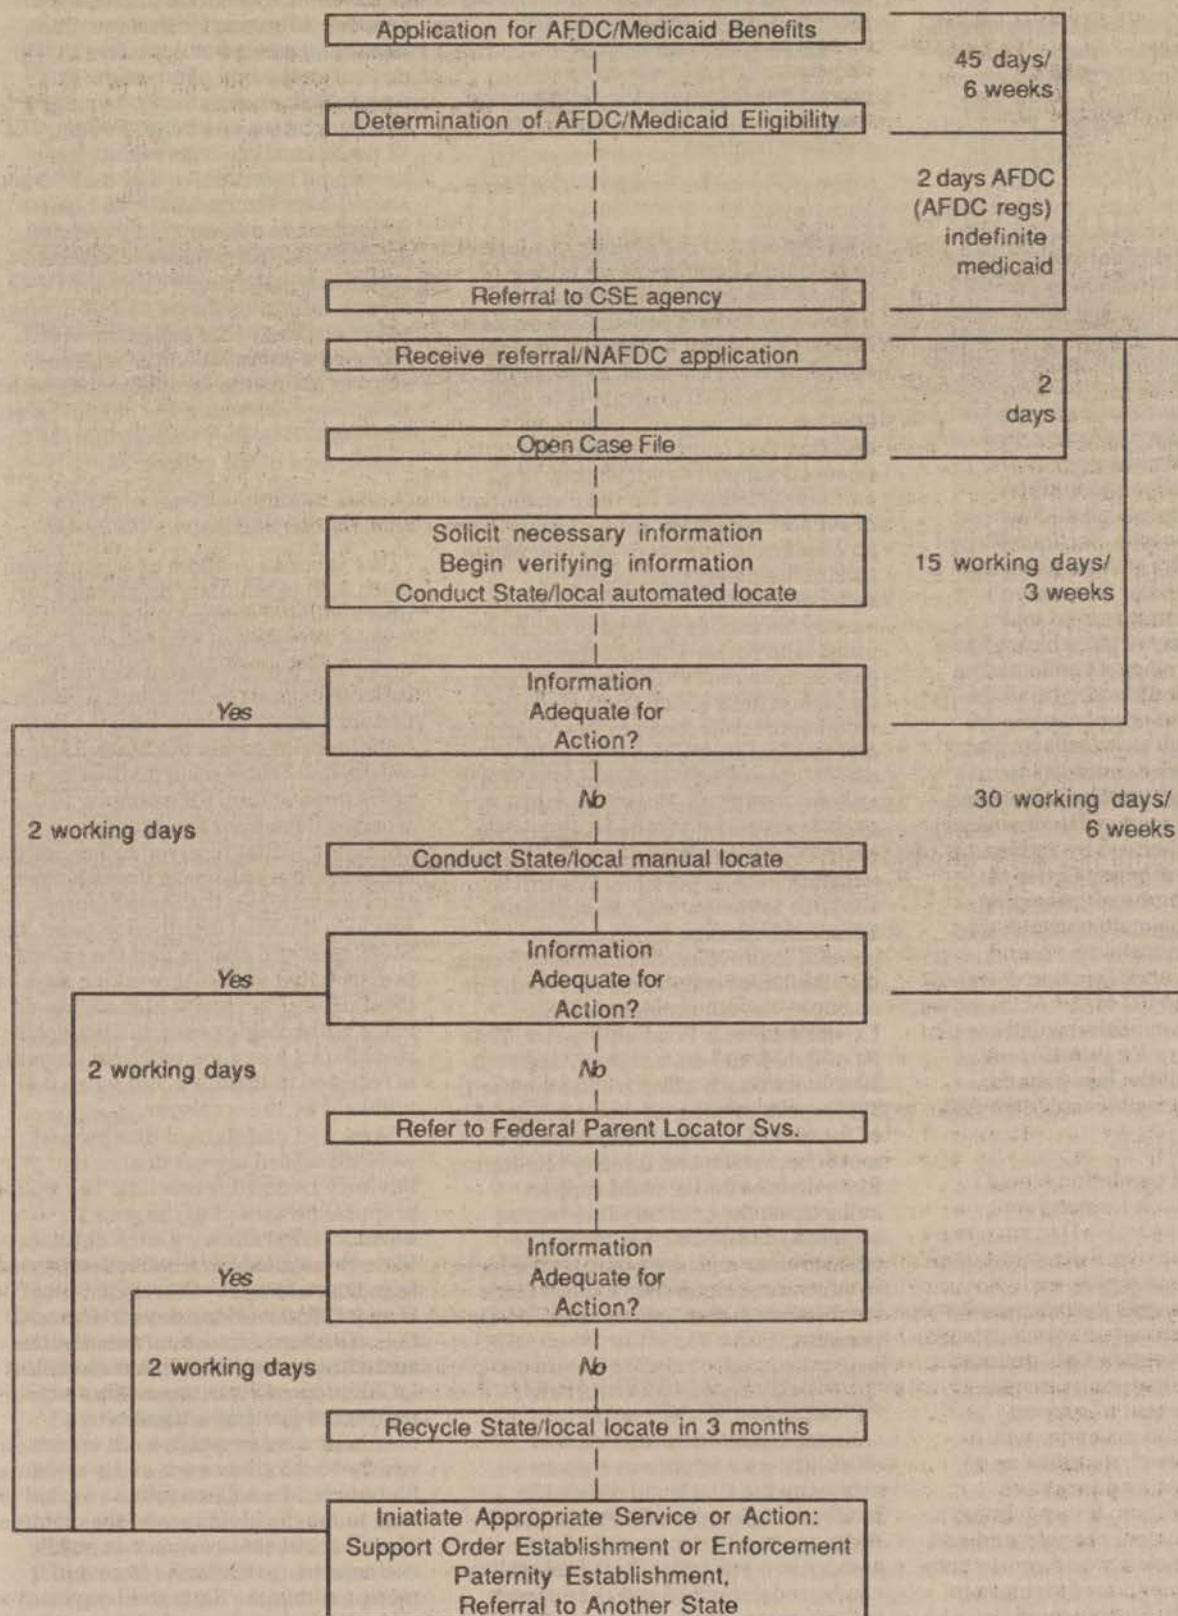 Application for AFDC/Medicaid Benefits
45 days/
6 weeks
Determination of AFDC/Medicaid Eligibility
2 days AFDC
(AFDC regs)
indefinite
medicaid
Referral to CSE agency
Receive referral/NAFDC application
2
days
Open Case File
Solicit necessary information
Begin verifying information
Conduct State/local automated locate
15 working days/
3 weeks
Information
Adequate for
Action?
Yes
No
2 working days
30 working days/
6 weeks
Conduct State/local manual locate
Information
Adequate for
Action?
Yes
No
2 working days
Refer to Federal Parent Locator Svs.
Information
Adequate for
Action?
Yes
No
2 working days
Recycle State/local locate in 3 months
Iniatiate Appropriate Service or Action:
Support Order Establishment or Enforcement
Paternity Establishment,
Referral to Another State